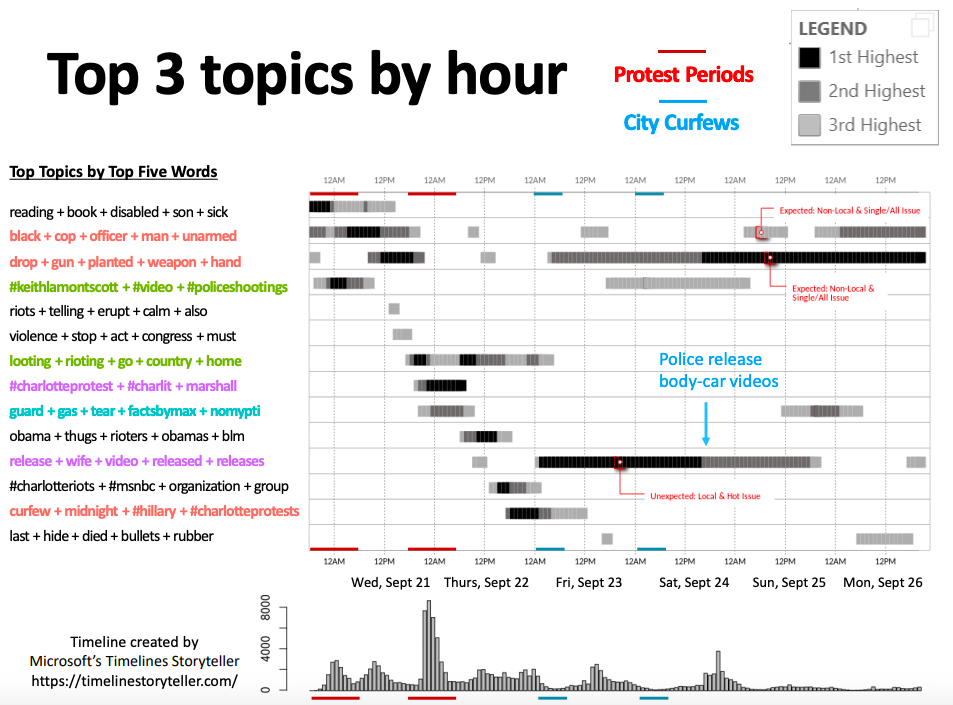 Top 3 topics by hour
Protest Periods
City Curfews
LEGEND
1st Highest
2nd Highest
3rd Highest
Top Topics by Top Five Words
12AM 12PM 12AM 12PM 12AM 12PM 12AM 12PM 12AM 12PM 12AM 12PM
reading + book + disabled + son + sick
black + cop + officer + man + unarmed
drop + gun + planted + weapon + hand
#keithlamontscott + #video + #policeshootings
riots + telling + erupt + calm + also
violence + stop + act + congress + must
looting + rioting + go + country + home
#charlotteprotest + #charlit + marshall
guard + gas + tear + factsbymax + nomypti
obama + thugs + rioters + obamas + blm
release + wife + video + released + releases
#charlotteriots + #msnbc + organization + group
curfew + midnight + #hillary + #charlotteprotests
last + hide + died + bullets + rubber
Expected: Non-Local & Single/All Issue
Expected: Non-Local &
Single/All Issue
Police release
body-car videos
Unexpected: Local & Hot Issue
12AM 12PM 12AM 12PM 12AM 12PM 12AM 12PM 12AM 12PM 12AM 12PM
Wed, Sept 21 Thurs, Sept 22 Fri, Sept 23 Sat, Sept 24 Sun, Sept 25 Mon, Sept 26
8000
4000
0
Timeline created by
Microsoft's Timelines Storyteller
https://timelinestoryteller.com/